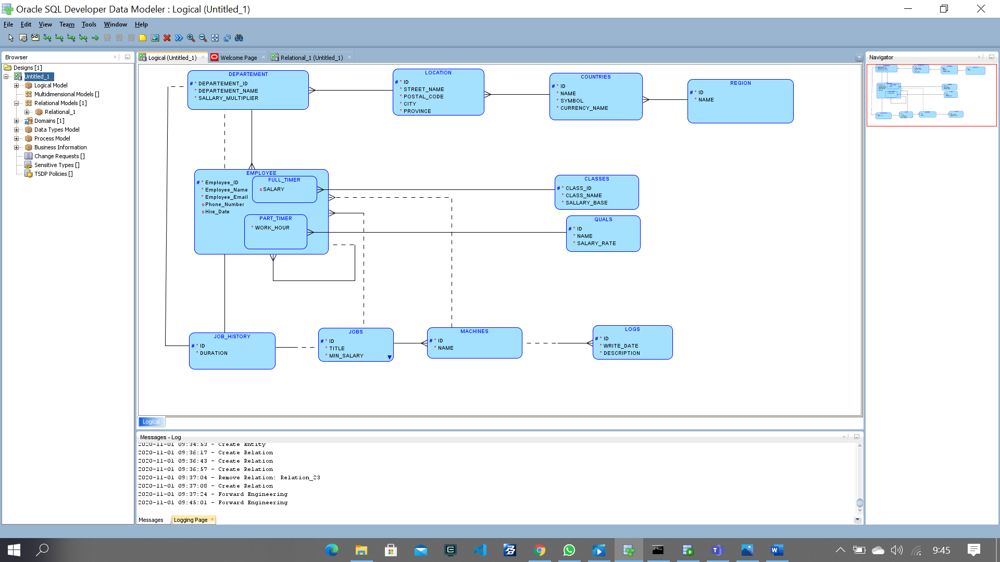 Oracle SQL Developer Data Modeler : Logical (Untitled_1)
File Edit View Team Tools Window Help
Browser
Designs [1]
Untitled_1
Logical Model
Multidimensional Models []
Relational Models [1]
Relational_1
Domains [1]
Data Types Model
Process Model
Business Information
Change Requests []
Sensitive Types []
TSDP Policies []
Logical (Untitled_1)
Welcome Page
Relational_1 (Untitled_1)
DEPARTEMENT
# * DEPARTEMENT_ID
* DEPARTEMENT_NAME
* SALLARY_MULTIPLIER
LOCATION
# * ID
* STREET_NAME
* POSTAL_CODE
* CITY
* PROVINCE
COUNTRIES
# * ID
* NAME
* SYMBOL
* CURRENCY_NAME
REGION
# * ID
* NAME
EMPLOYEE
# * Employee_ID
* Employee_Name
* Employee_Email
o Phone_Number
o Hire_Date
FULL_TIMER
o SALARY
PART_TIMER
* WORK_HOUR
CLASSES
# * CLASS_ID
* CLASS_NAME
* SALLARY_BASE
QUALS
# * ID
* NAME
* SALARY_RATE
JOB_HISTORY
# * ID
* DURATION
JOBS
# * ID
* TITLE
* MIN_SALARY
MACHINES
# * ID
* NAME
LOGS
# * ID
* WRITE_DATE
* DESCRIPTION
Logical
Messages - Log
2020-11-01 09:34:53 - Create Entity
2020-11-01 09:36:17 - Create Relation
2020-11-01 09:36:43 - Create Relation
2020-11-01 09:36:57 - Create Relation
2020-11-01 09:37:04 - Remove Relation: Relation_23
2020-11-01 09:37:08 - Create Relation
2020-11-01 09:37:24 - Forward Engineering
2020-11-01 09:45:01 - Forward Engineering
Messages
Logging Page
Navigator
9:45